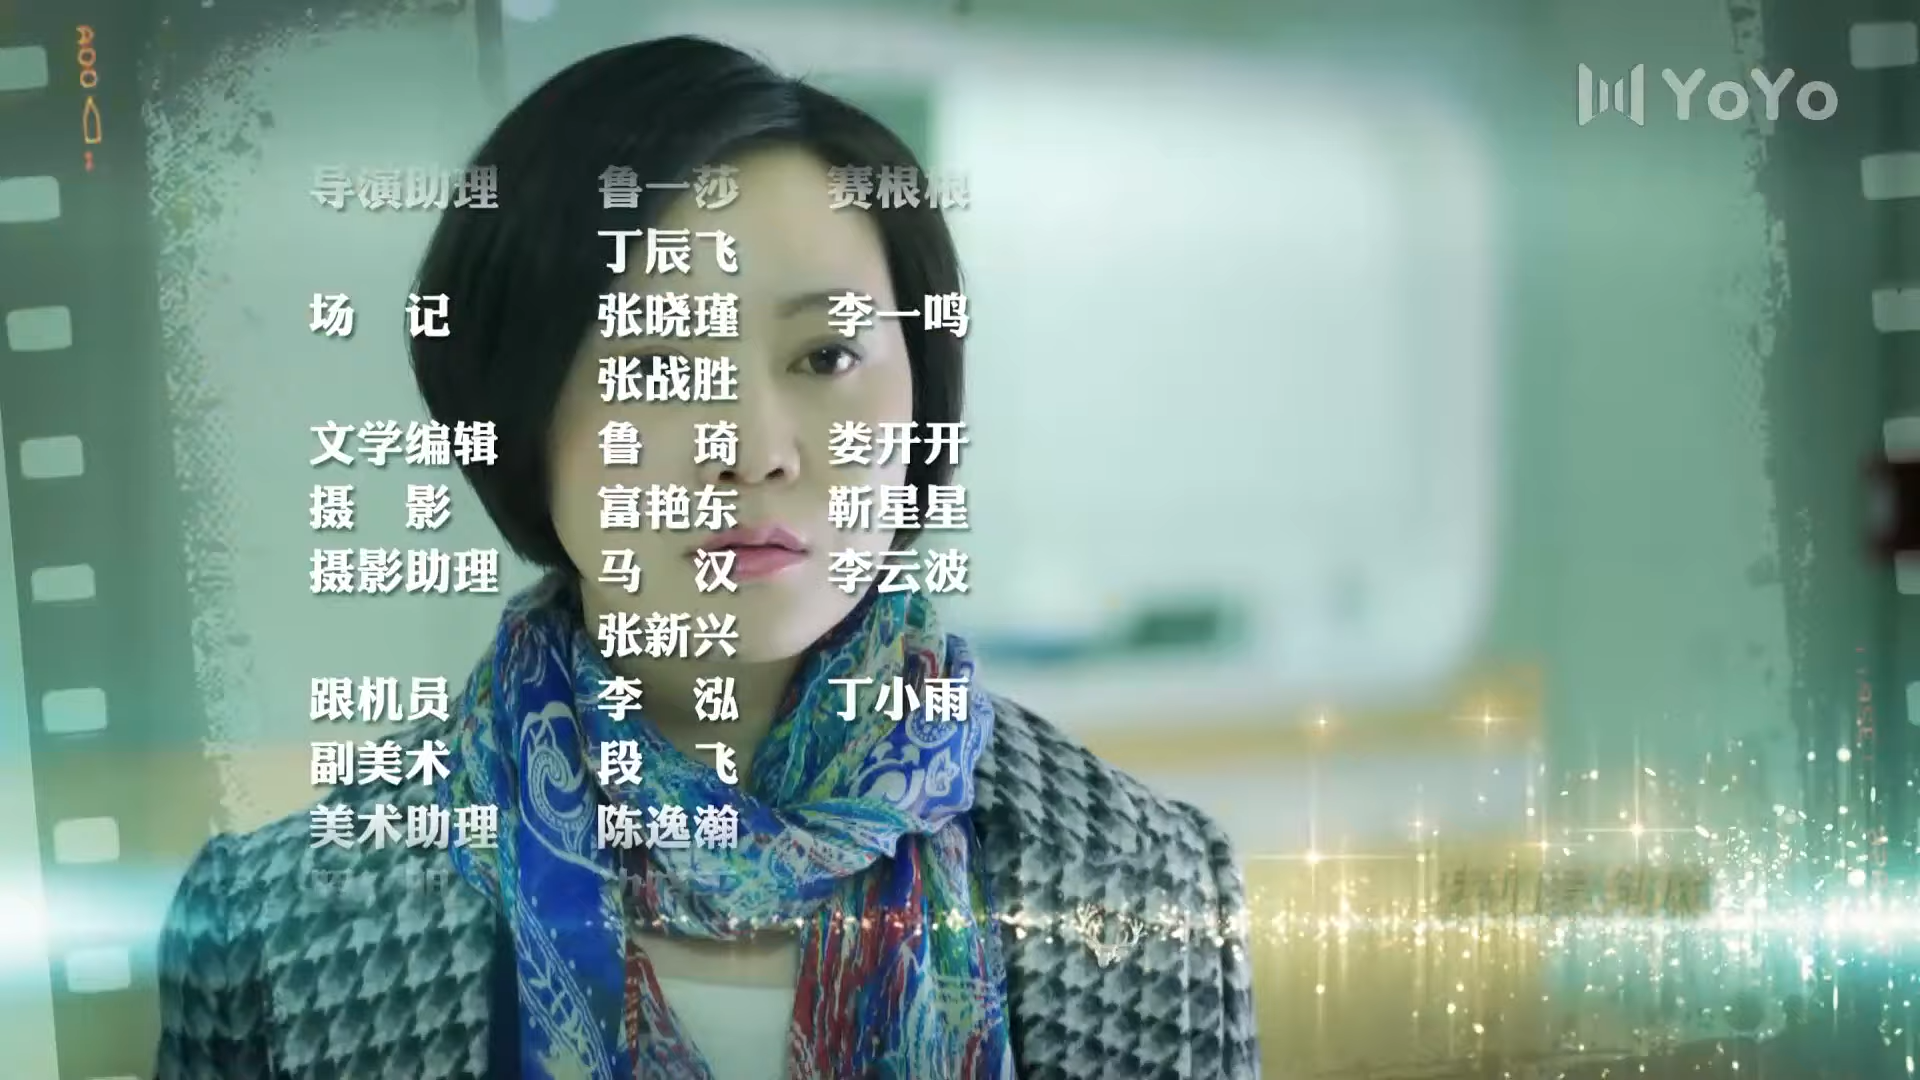 YoYo
导演助理 鲁一莎 赛根根
丁辰飞
场 记 张晓瑾 李一鸣
张战胜
文学编辑 鲁 琦 娄开开
摄 影 富艳东 靳星星
摄影助理 马 汉 李云波
张新兴
跟机员 李 泓 丁小雨
副美术 段 飞
美术助理 陈逸瀚